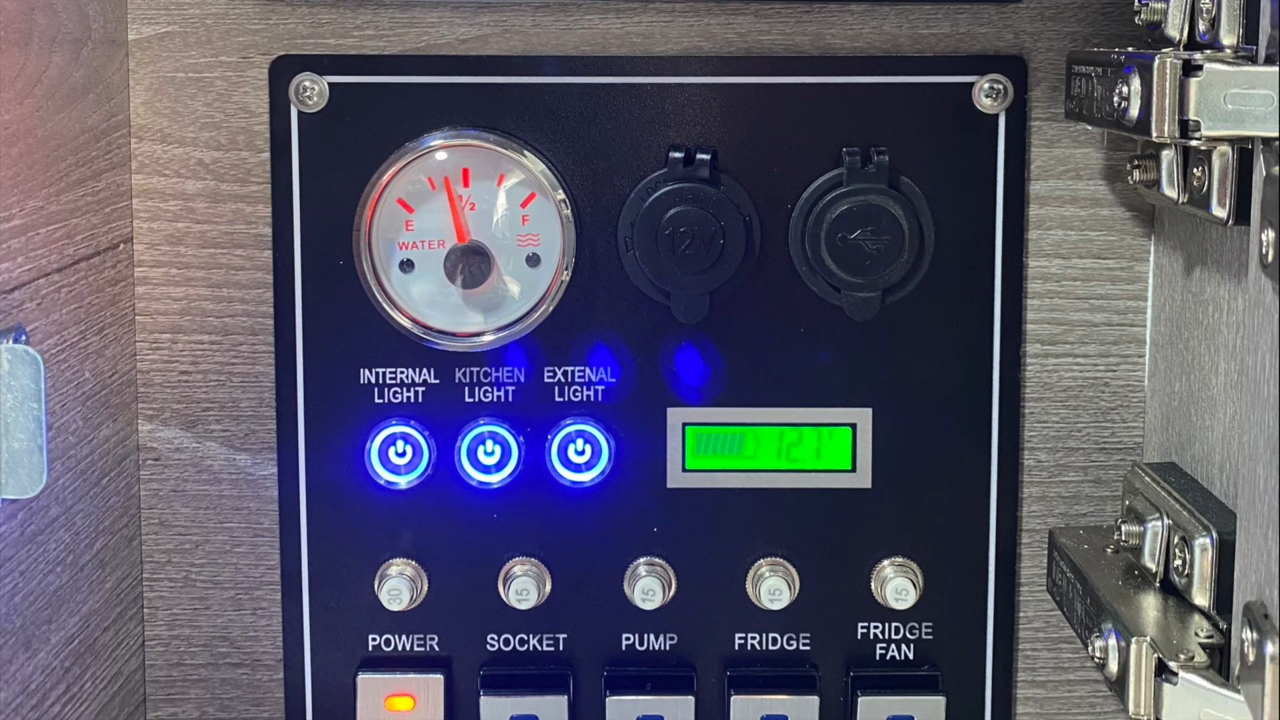 1/2
E F
WATER
12V
INTERNAL LIGHT
KITCHEN LIGHT
EXTENAL LIGHT
12.1V
30 15 15 15 15
POWER SOCKET PUMP FRIDGE FRIDGE FAN